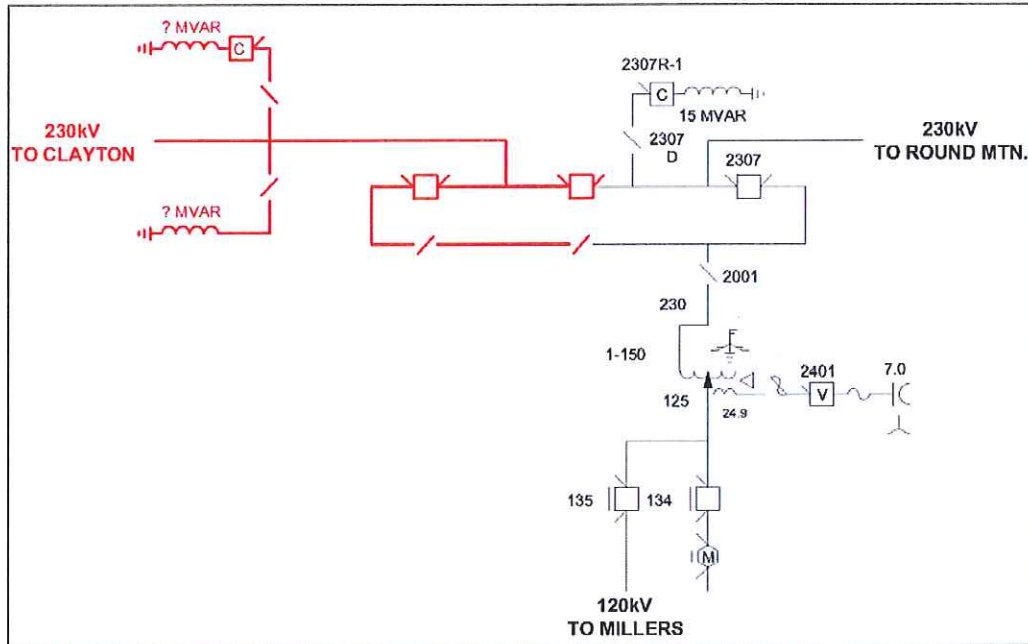 ? MVAR
C
2307R-1
C
15 MVAR
230kV
TO CLAYTON
2307
D
230kV
TO ROUND MTN.
2307
? MVAR
2001
230
1-150
2401
7.0
V
125
24.9
135
134
M
120kV
TO MILLERS